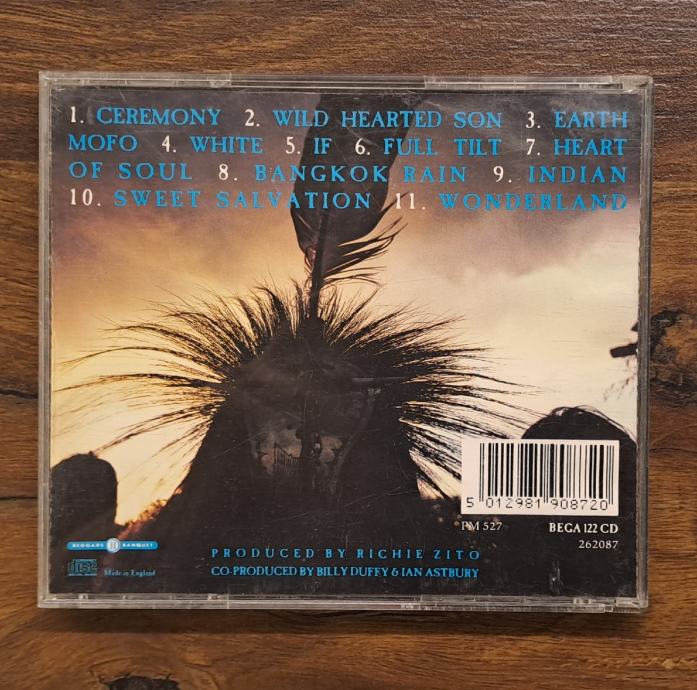 1. CEREMONY 2. WILD HEARTED SON 3. EARTH
MOFO 4. WHITE 5. IF 6. FULL TILT 7. HEART
OF SOUL 8. BANGKOK RAIN 9. INDIAN
10. SWEET SALVATION 11. WONDERLAND
5 012981 908720
PM 527 BEGA 122 CD
262087
BEGGARS BANQUET
PRODUCED BY RICHIE ZITO
CO-PRODUCED BY BILLY DUFFY & IAN ASTBURY
disc Made in England